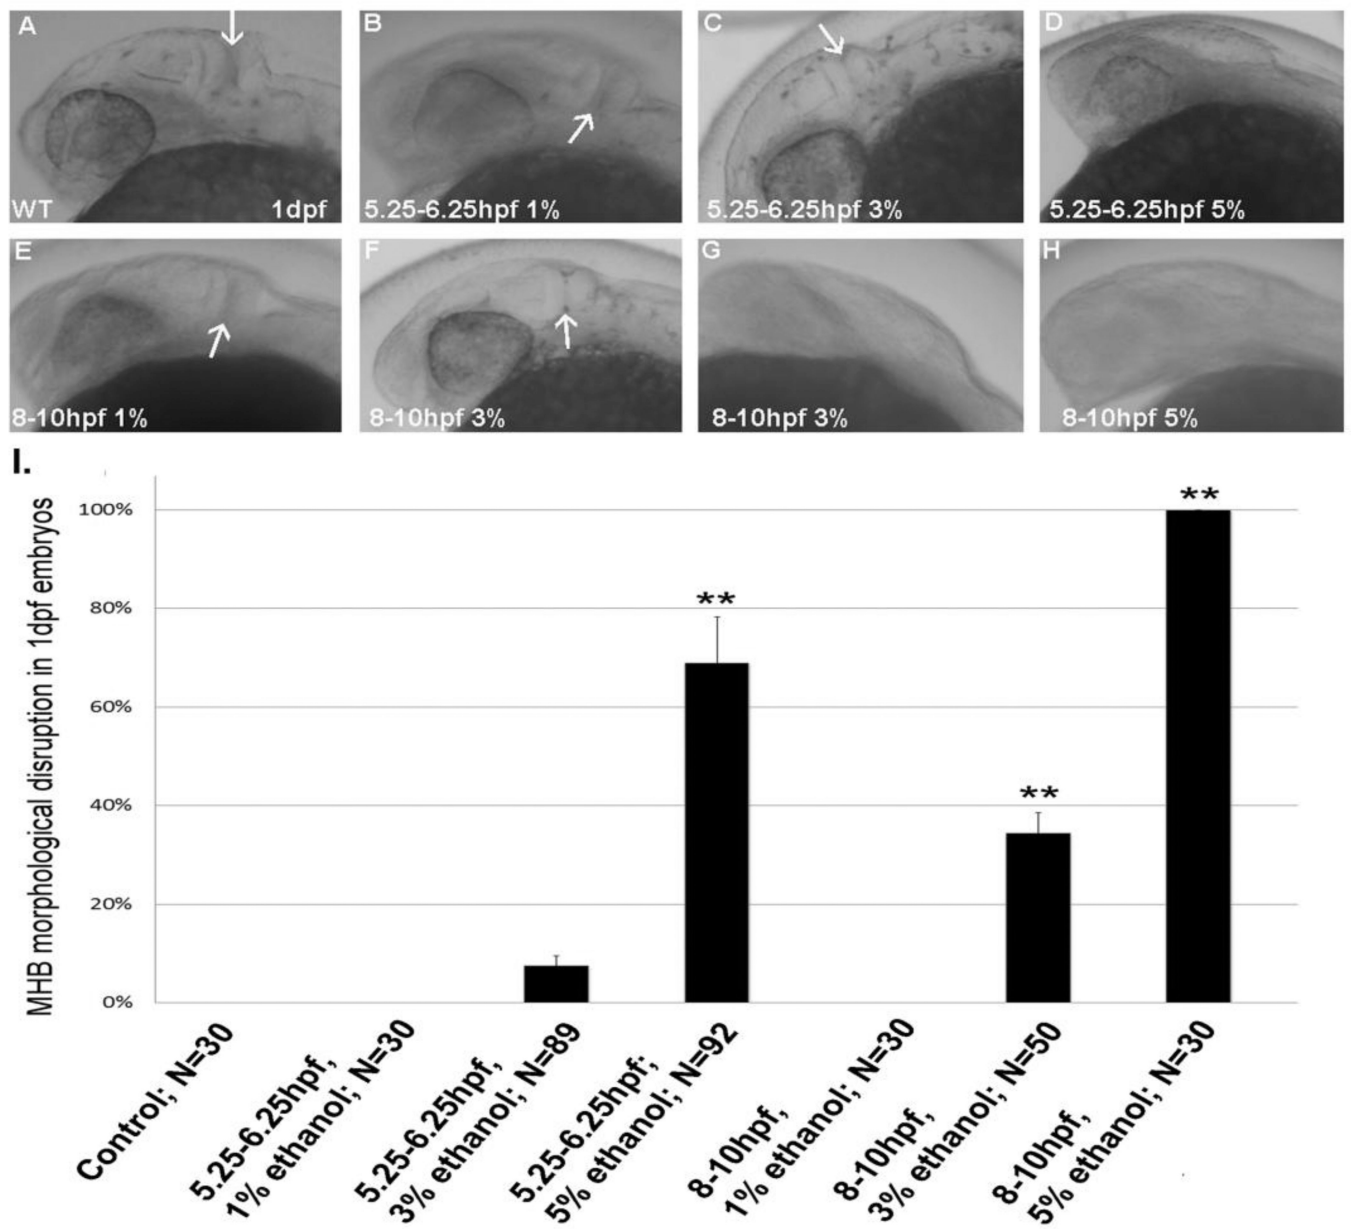 A
WT
1dpf
B
5.25-6.25hpf 1%
C
5.25-6.25hpf 3%
D
5.25-6.25hpf 5%
E
8-10hpf 1%
F
8-10hpf 3%
G
8-10hpf 3%
H
8-10hpf 5%
I.
MHB morphological disruption in 1dpf embryos
100%
80%
60%
40%
20%
0%
**
**
**
Control; N=30
5.25-6.25hpf,
1% ethanol; N=30
5.25-6.25hpf,
3% ethanol; N=89
5.25-6.25hpf;
5% ethanol; N=92
8-10hpf,
1% ethanol; N=30
8-10hpf,
3% ethanol; N=50
8-10hpf,
5% ethanol; N=30